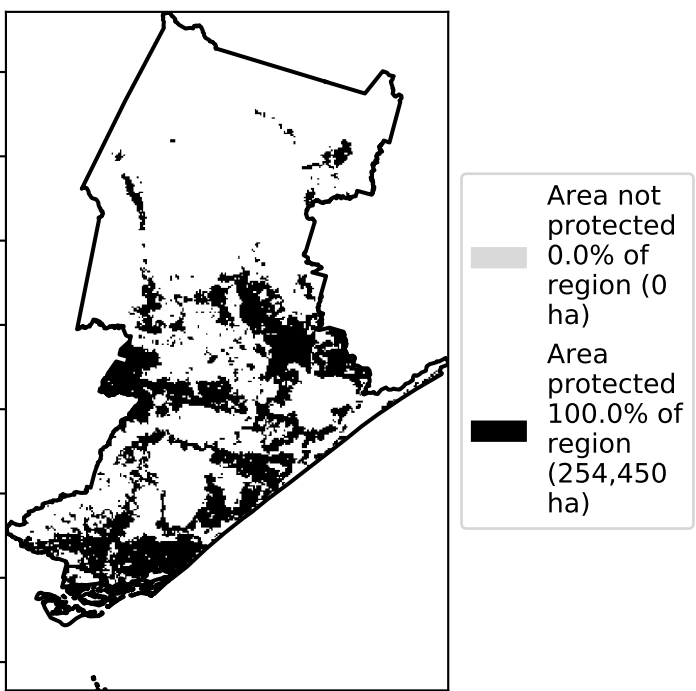 Area not
protected
0.0% of
region (0
ha)
Area
protected
100.0% of
region
(254,450
ha)